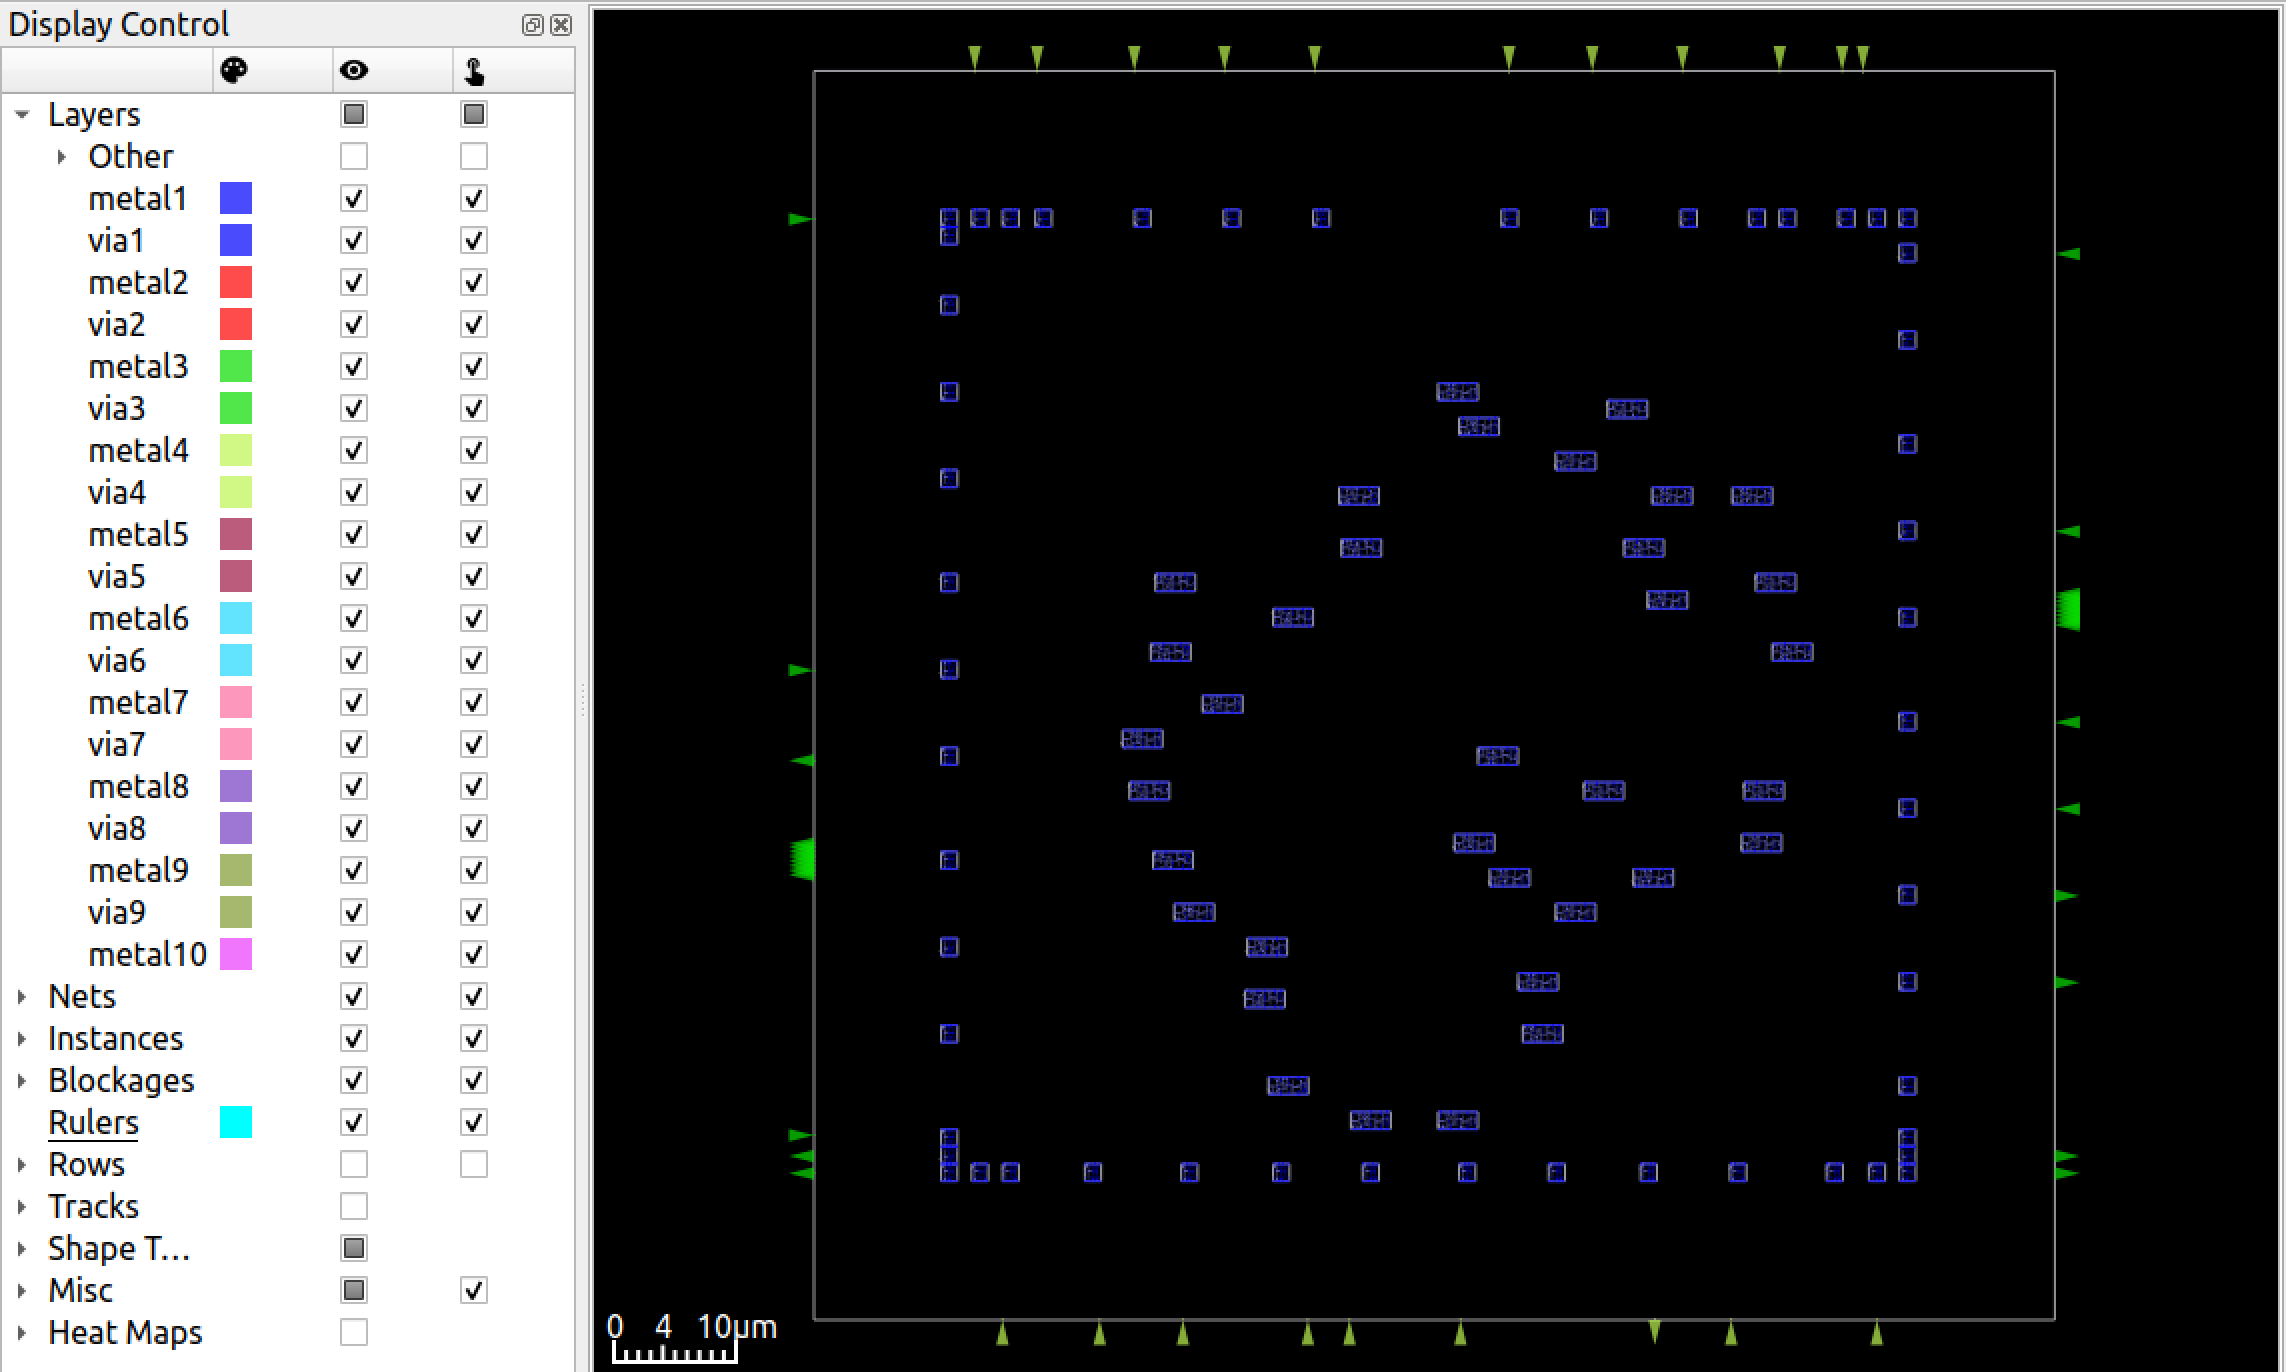 Display Control
Layers
Other
metal1
via1
metal2
via2
metal3
via3
metal4
via4
metal5
via5
metal6
via6
metal7
via7
metal8
via8
metal9
via9
metal10
Nets
Instances
Blockages
Rulers
Rows
Tracks
Shape T...
Misc
Heat Maps
0 4 10µm